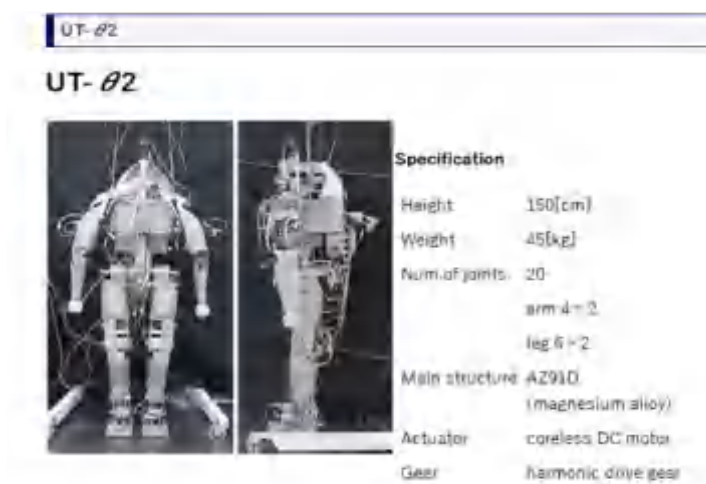 UT-θ2
UT-θ2
Specification
Height 150[cm]
Weight 45[kg]
Num.of joints 20
arm 4 × 2
leg 6 × 2
Main structure AZ91D
(magnesium alloy)
Actuator coreless DC motor
Gear harmonic drive gear